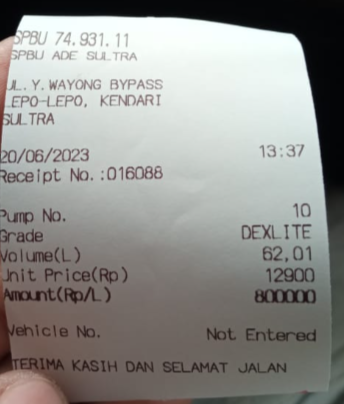 SPBU 74.931.11
SPBU ADE SULTRA
JL. Y. WAYONG BYPASS
LEPO-LEPO, KENDARI
SULTRA
20/06/2023 13:37
Receipt No.:016088
Pump No. 10
Grade DEXLITE
Volume(L) 62,01
Unit Price(Rp) 12900
Amount(Rp/L) 800000
Vehicle No. Not Entered
TERIMA KASIH DAN SELAMAT JALAN